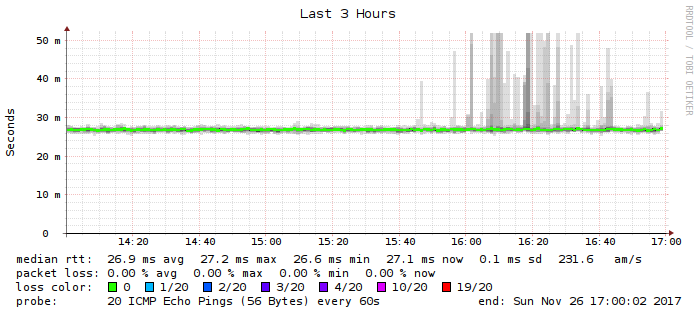 Last 3 Hours
RRDTOOL / TOBI OETIKER
Seconds
50 m
40 m
30 m
20 m
10 m
0
14:20 14:40 15:00 15:20 15:40 16:00 16:20 16:40 17:00
median rtt: 26.9 ms avg 27.2 ms max 26.6 ms min 27.1 ms now 0.1 ms sd 231.6 am/s
packet loss: 0.00 % avg 0.00 % max 0.00 % min 0.00 % now
loss color: 0 1/20 2/20 3/20 4/20 10/20 19/20
probe: 20 ICMP Echo Pings (56 Bytes) every 60s end: Sun Nov 26 17:00:02 2017